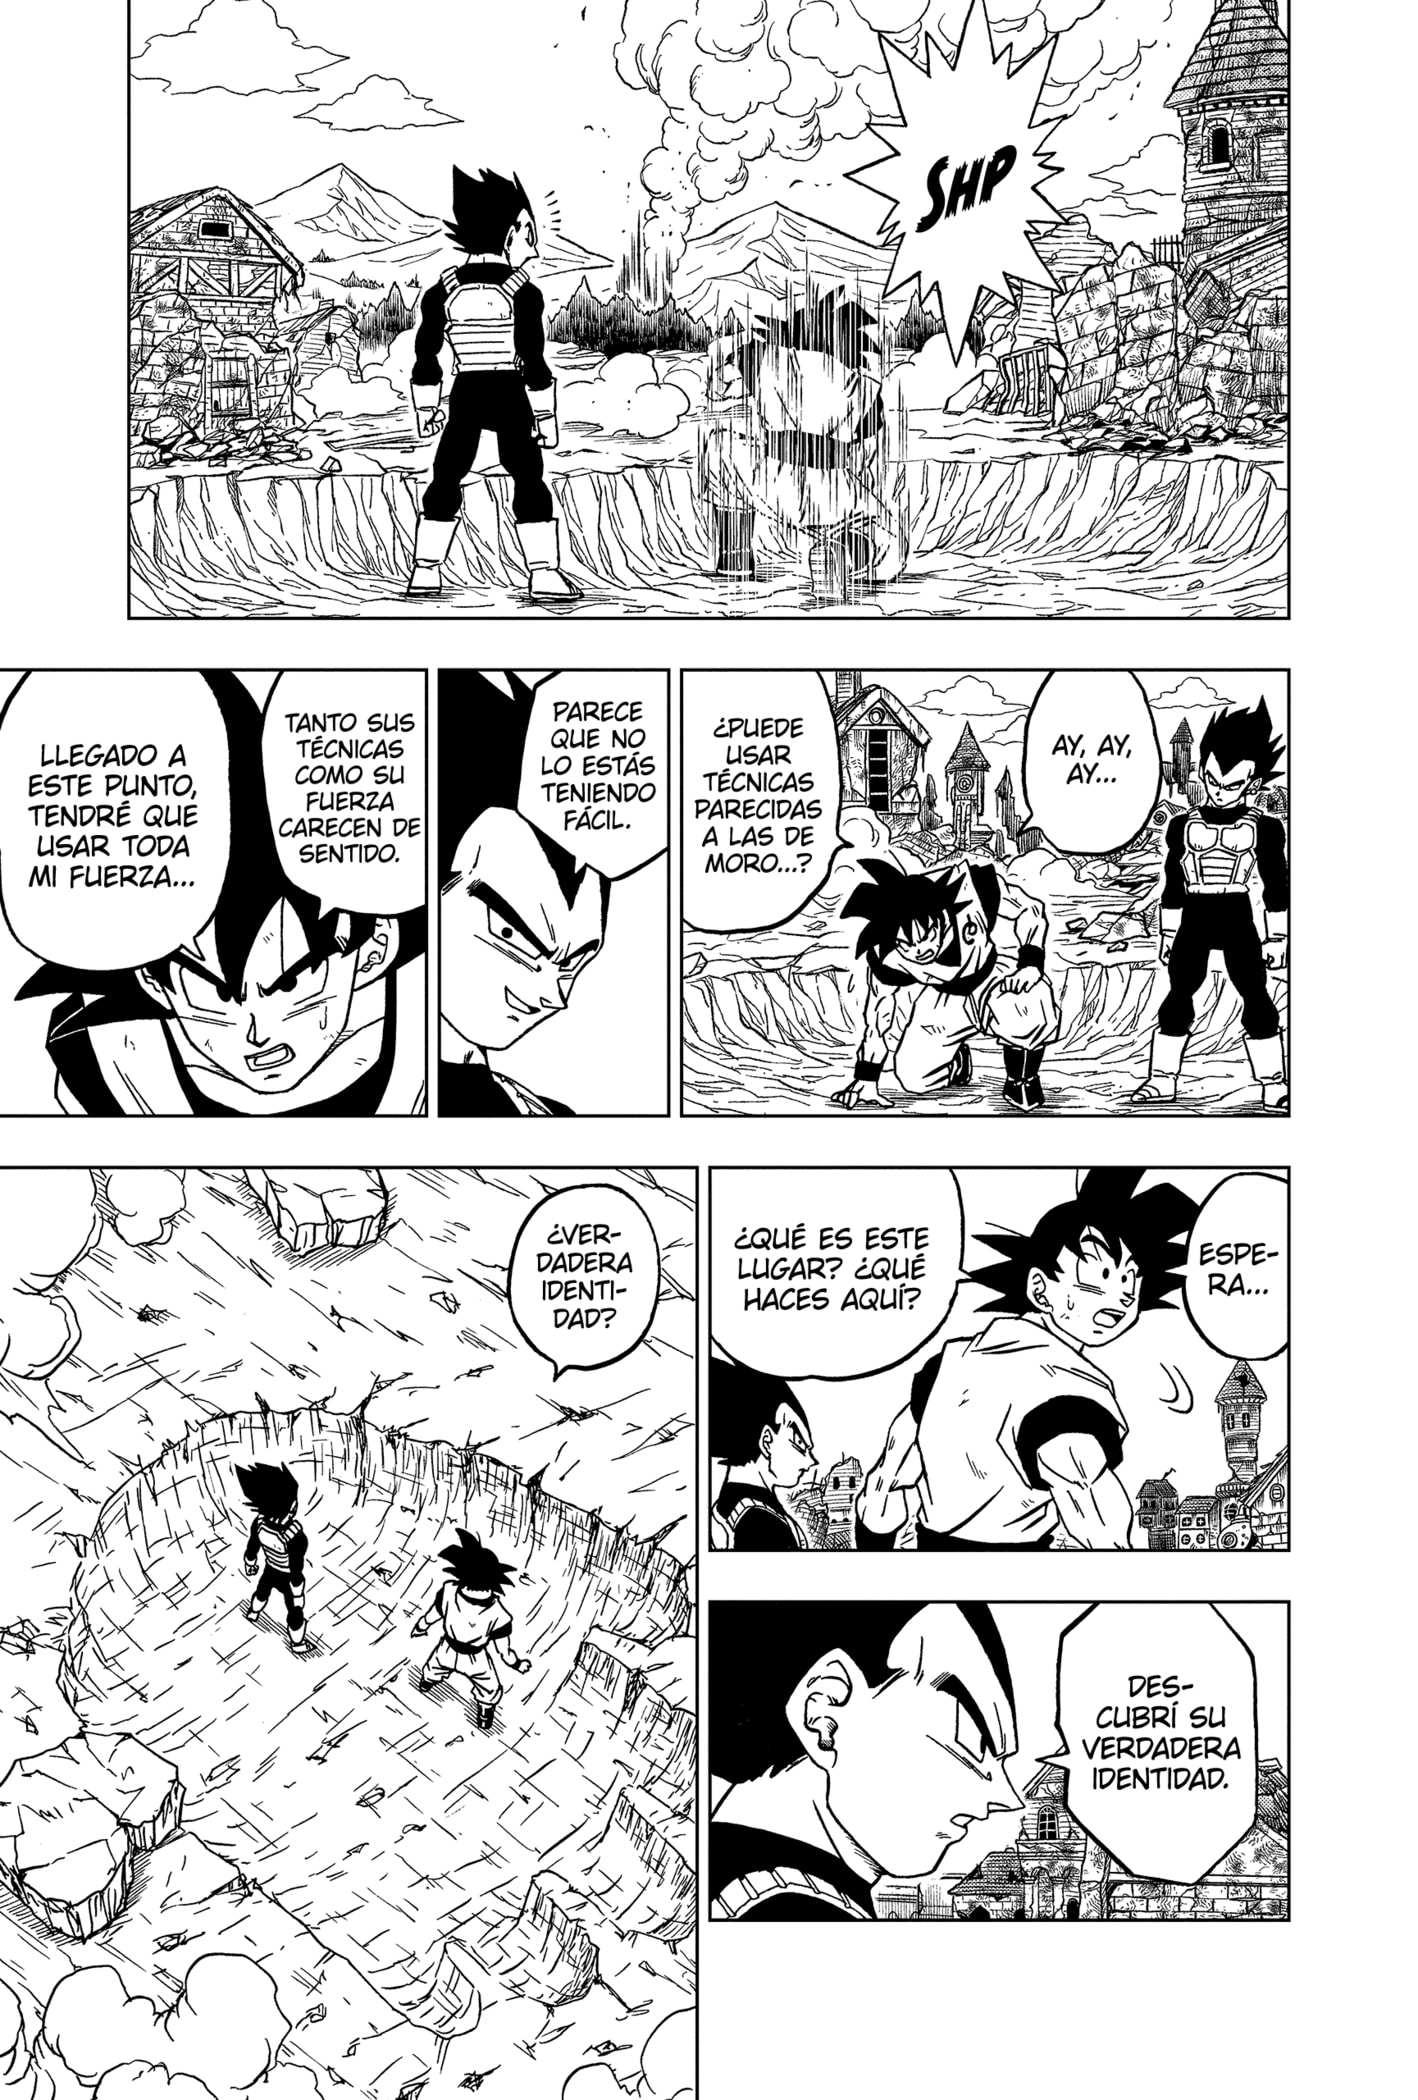 SHP
AY, AY,
AY...
¿PUEDE
USAR
TÉCNICAS
PARECIDAS
A LAS DE
MORO...?
PARECE
QUE NO
LO ESTÁS
TENIENDO
FÁCIL.
TANTO SUS
TÉCNICAS
COMO SU
FUERZA
CARECEN DE
SENTIDO.
LLEGADO A
ESTE PUNTO,
TENDRÉ QUE
USAR TODA
MI FUERZA...
ESPE-
RA...
¿QUÉ ES ESTE
LUGAR? ¿QUÉ
HACES AQUÍ?
DES-
CUBRÍ SU
VERDADERA
IDENTIDAD.
¿VER-
DADERA
IDENTI-
DAD?